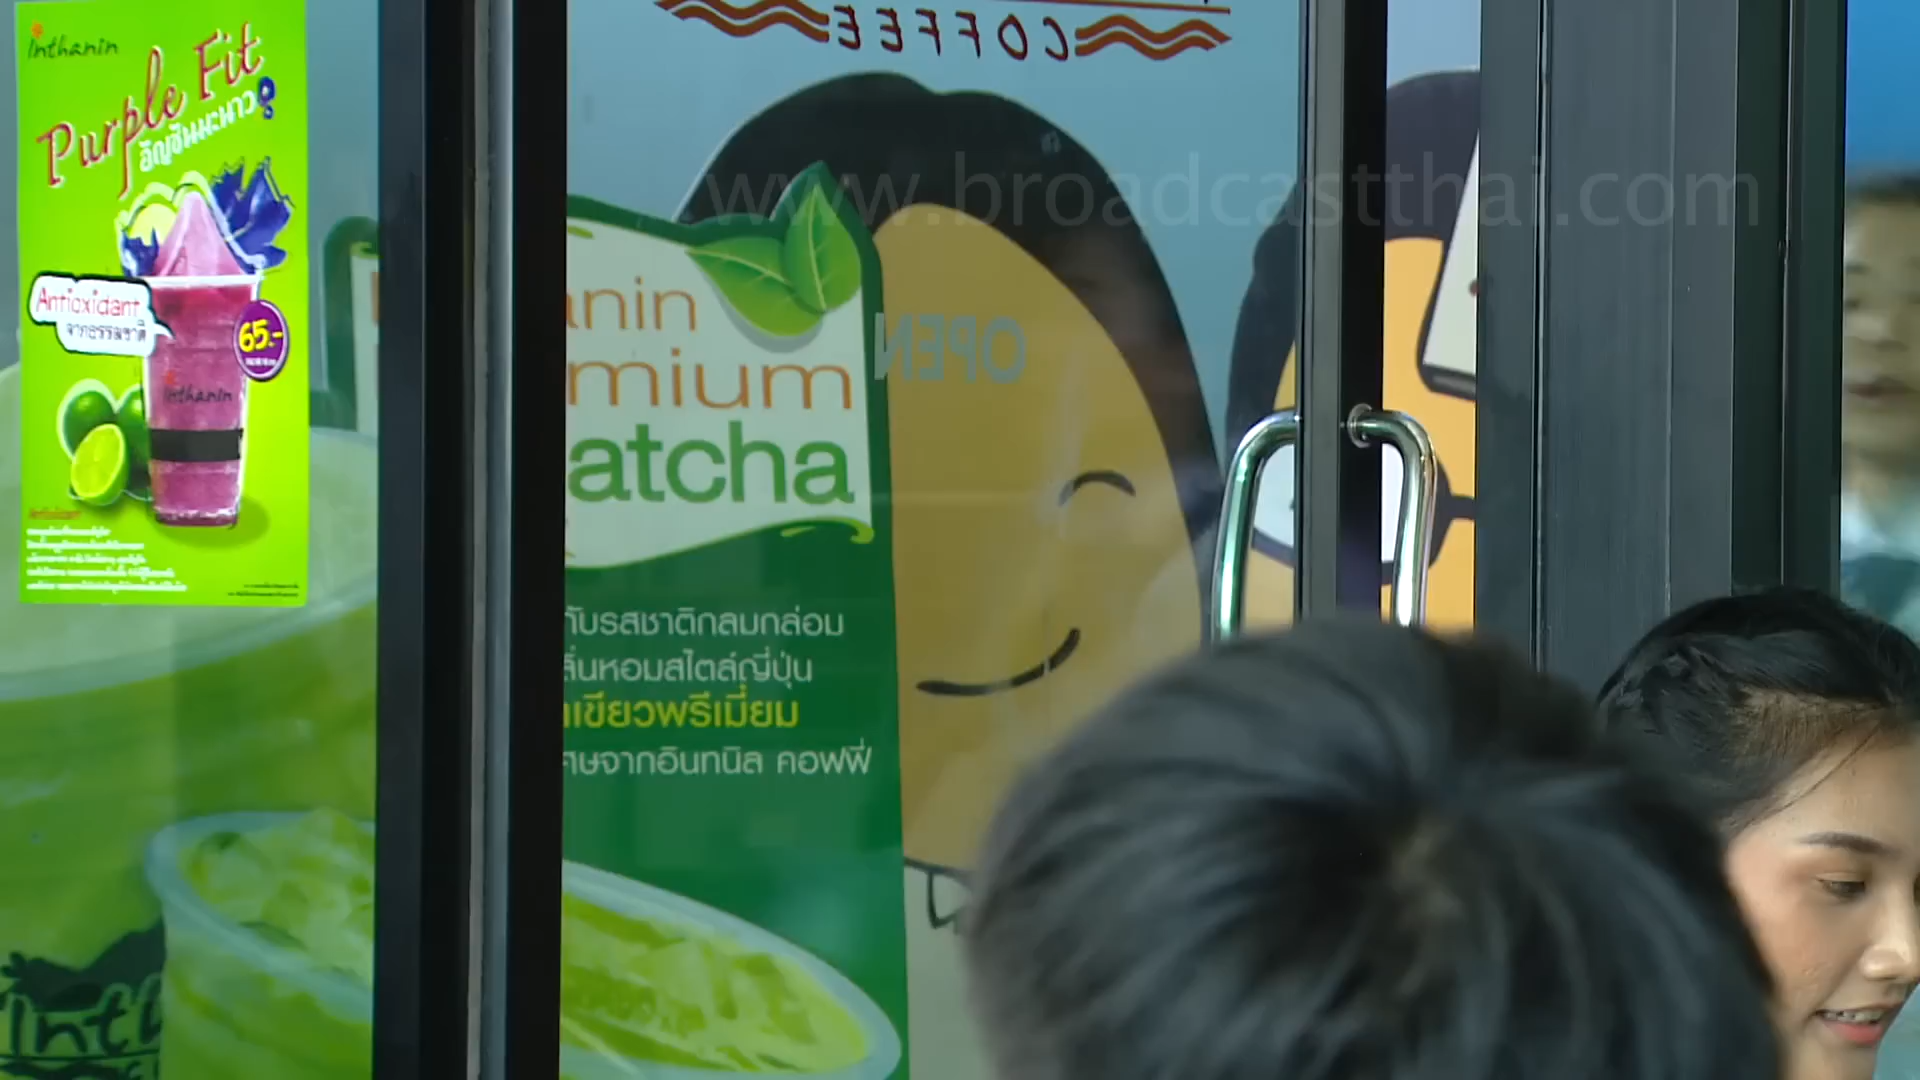 Inthanin
Purple Fit
อัญชันมะนาว
Antioxidant
จากธรรมชาติ
65.-
Inthanin
COFFEE
www.broadcastthai.com
OPEN
anin
mium
atcha
กับรสชาติกลมกล่อม
ลิ่นหอมสไตล์ญี่ปุ่น
เขียวพรีเมี่ยม
ศษจากอินทนิล คอฟฟี่
Inth